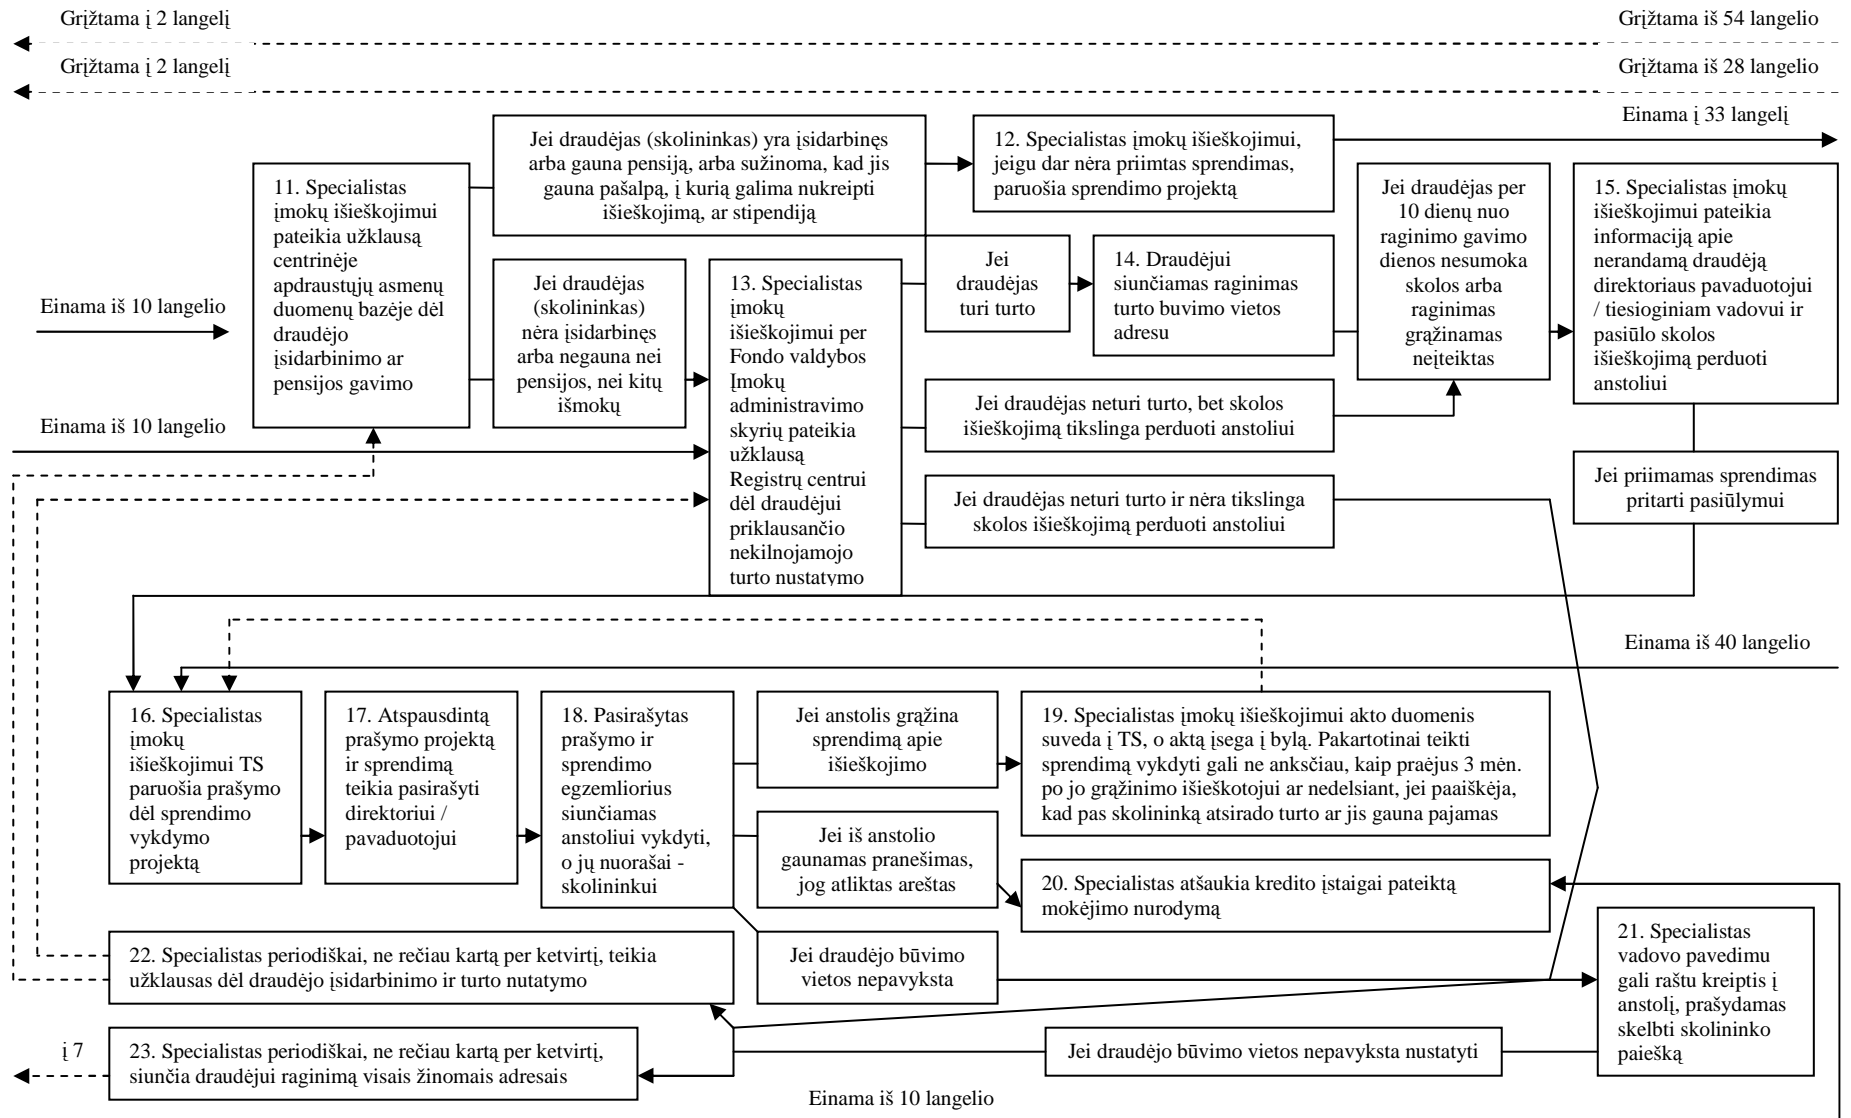 Grįžtama į 2 langelį
Grįžtama iš 54 langelio
Grįžtama į 2 langelį
Grįžtama iš 28 langelio
Einama į 33 langelį
Jei draudėjas (skolininkas) yra įsidarbinęs
arba gauna pensiją, arba sužinoma, kad jis
gauna pašalpą, į kurią galima nukreipti
išieškojimą, ar stipendiją
12. Specialistas įmokų išieškojimui,
jeigu dar nėra priimtas sprendimas,
paruošia sprendimo projektą
11. Specialistas
įmokų išieškojimui
pateikia užklausą
centrinėje
apdraustųjų asmenų
duomenų bazėje dėl
draudėjo
įsidarbinimo ar
pensijos gavimo
Jei draudėjas per
10 dienų nuo
raginimo gavimo
dienos nesumoka
skolos arba
raginimas
grąžinamas
neįteiktas
15. Specialistas įmokų
išieškojimui pateikia
informaciją apie
nerandamą draudėją
direktoriaus pavaduotojui
/ tiesioginiam vadovui ir
pasiūlo skolos
išieškojimą perduoti
anstoliui
Jei
draudėjas
turi turto
14. Draudėjui
siunčiamas raginimas
turto buvimo vietos
adresu
Jei draudėjas
(skolininkas)
nėra įsidarbinęs
arba negauna nei
pensijos, nei kitų
išmokų
13. Specialistas
įmokų
išieškojimui per
Fondo valdybos
Įmokų
administravimo
skyrių pateikia
užklausą
Registrų centrui
dėl draudėjui
priklausančio
nekilnojamojo
turto nustatymo
Einama iš 10 langelio
Einama iš 10 langelio
Jei draudėjas neturi turto, bet skolos
išieškojimą tikslinga perduoti anstoliui
Jei draudėjas neturi turto ir nėra tikslinga
skolos išieškojimą perduoti anstoliui
Jei priimamas sprendimas
pritarti pasiūlymui
Einama iš 40 langelio
16. Specialistas
įmokų
išieškojimui TS
paruošia prašymo
dėl sprendimo
vykdymo
projektą
17. Atspausdintą
prašymo projektą
ir sprendimą
teikia pasirašyti
direktoriui /
pavaduotojui
18. Pasirašytas
prašymo ir
sprendimo
egzempliorius
siunčiamas
anstoliui vykdyti,
o jų nuorašai -
skolininkui
Jei anstolis grąžina
sprendimą apie
išieškojimo
19. Specialistas įmokų išieškojimui akto duomenis
suveda į TS, o aktą įsega į bylą. Pakartotinai teikti
sprendimą vykdyti gali ne anksčiau, kaip praėjus 3 mėn.
po jo grąžinimo išieškotojui ar nedelsiant, jei paaiškėja,
kad pas skolininką atsirado turto ar jis gauna pajamas
Jei iš anstolio
gaunamas pranešimas,
jog atliktas areštas
20. Specialistas atšaukia kredito įstaigai pateiktą
mokėjimo nurodymą
22. Specialistas periodiškai, ne rečiau kartą per ketvirtį, teikia
užklausas dėl draudėjo įsidarbinimo ir turto nutatymo
Jei draudėjo būvimo
vietos nepavyksta
21. Specialistas
vadovo pavedimu
gali raštu kreiptis į
anstolį, prašydamas
skelbti skolininko
paiešką
į 7
23. Specialistas periodiškai, ne rečiau kartą per ketvirtį,
siunčia draudėjui raginimą visais žinomais adresais
Jei draudėjo būvimo vietos nepavyksta nustatyti
Einama iš 10 langelio